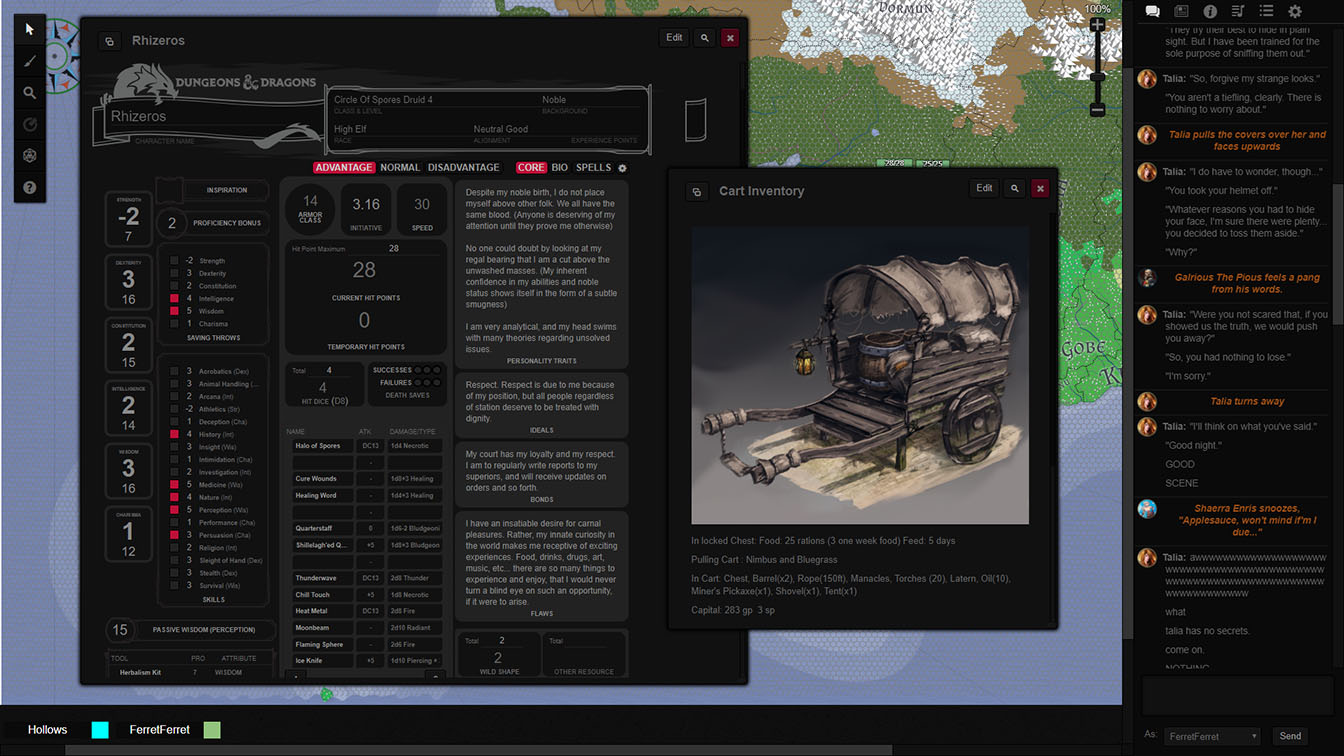 DORMUN
100%
Rhizeros
Edit
DUNGEONS & DRAGONS
Rhizeros
CHARACTER NAME
Circle Of Spores Druid 4
Noble
CLASS & LEVEL
BACKGROUND
High Elf
Neutral Good
RACE
ALIGNMENT
EXPERIENCE POINTS
ADVANTAGE NORMAL DISADVANTAGE
CORE BIO SPELLS
STRENGTH
-2
7
DEXTERITY
3
16
CONSTITUTION
2
15
INTELLIGENCE
2
14
WISDOM
3
16
CHARISMA
1
12
INSPIRATION
2 PROFICIENCY BONUS
-2 Strength
3 Dexterity
2 Constitution
4 Intelligence
5 Wisdom
1 Charisma
SAVING THROWS
3 Acrobatics (Dex)
3 Animal Handling (...
2 Arcana (Int)
-2 Athletics (Str)
1 Deception (Cha)
4 History (Int)
3 Insight (Wis)
1 Intimidation (Cha)
2 Investigation (Int)
5 Medicine (Wis)
4 Nature (Int)
5 Perception (Wis)
1 Performance (Cha)
3 Persuasion (Cha)
2 Religion (Int)
3 Sleight of Hand (Dex)
3 Stealth (Dex)
3 Survival (Wis)
SKILLS
15 PASSIVE WISDOM (PERCEPTION)
TOOL PRO ATTRIBUTE
Herbalism Kit 7 WISDOM
14
ARMOR
CLASS
3.16
INITIATIVE
30
SPEED
Hit Point Maximum 28
28
CURRENT HIT POINTS
0
TEMPORARY HIT POINTS
Total 4
4
HIT DICE (D8)
SUCCESSES
FAILURES
DEATH SAVES
NAME ATK DAMAGE/TYPE
Halo of Spores DC13 1d4 Necrotic
-
Cure Wounds - 1d8+3 Healing
Healing Word - 1d4+3 Healing
-
Quarterstaff 0 1d6-2 Bludgeoni
Shillelagh'ed Q... +5 1d8+3 Bludgeon
-
Thunderwave DC13 2d8 Thunder
Chill Touch +5 1d8 Necrotic
Heat Metal DC13 2d8 Fire
Moonbeam - 2d10 Radiant
Flaming Sphere - 2d6 Fire
Ice Knife +5 1d10 Piercing +
Despite my noble birth, I do not place
myself above other folk. We all have the
same blood. (Anyone is deserving of my
attention until they prove me otherwise)
No one could doubt by looking at my
regal bearing that I am a cut above the
unwashed masses. (My inherent
confidence in my abilities and noble
status shows itself in the form of a subtle
smugness)
I am very analytical, and my head swims
with many theories regarding unsolved
issues.
PERSONALITY TRAITS
Respect. Respect is due to me because
of my position, but all people regardless
of station deserve to be treated with
dignity.
IDEALS
My court has my loyalty and my respect.
I am to regularly write reports to my
superiors, and will receive updates on
orders and so forth.
BONDS
I have an insatiable desire for carnal
pleasures. Rather, my innate curiosity in
the world makes me receptive of exciting
experiences. Food, drinks, drugs, art,
music, etc... there are so many things to
experience and enjoy, that I would never
turn a blind eye on such an opportunity,
if it were to arise.
FLAWS
Total 2
2
WILD SHAPE
Total
OTHER RESOURCE
28/28 25/25
Cart Inventory
Edit
In locked Chest: Food: 25 rations (3 one week food) Feed: 5 days
Pulling Cart : Nimbus and Bluegrass
In Cart: Chest, Barrel(x2), Rope(150ft), Manacles, Torches (20), Latern, Oil(10),
Miner's Pickaxe(x1), Shovel(x1), Tent(x1)
Capital: 283 gp 3 sp
GOBE
"They try their best to hide in plain
sight. But I have been trained for the
sole purpose of sniffing them out."
Talia: "So, forgive my strange looks."
"You aren't a tiefling, clearly. There is
nothing to worry about."
Talia pulls the covers over her and
faces upwards
Talia: "I do have to wonder, though..."
"You took your helmet off."
"Whatever reasons you had to hide
your face, I'm sure there were plenty...
you decided to toss them aside."
"Why?"
Galrious The Pious feels a pang
from his words.
Talia: "Were you not scared that, if you
showed us the truth, we would push
you away?"
"So, you had nothing to lose."
"I'm sorry."
Talia turns away
Talia: "I'll think on what you've said."
"Good night."
GOOD
SCENE
Shaerra Enris snoozes,
"Applesauce, won't mind if'm I
due..."
what
talia has no secrets.
come on.
NOTHING
As: FerretFerret
Send
Hollows
FerretFerret